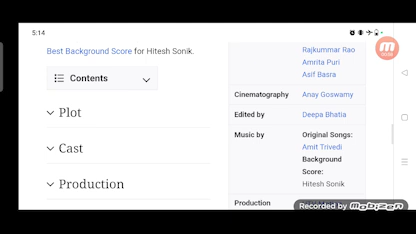 5:14
Best Background Score for Hitesh Sonik.
Contents
Plot
Cast
Production
Rajkummar Rao
Amrita Puri
Asif Basra
Cinematography Anay Goswamy
Edited by Deepa Bhatia
Music by Original Songs:
Amit Trivedi
Background
Score:
Hitesh Sonik
Production
Recorded by Mobizen